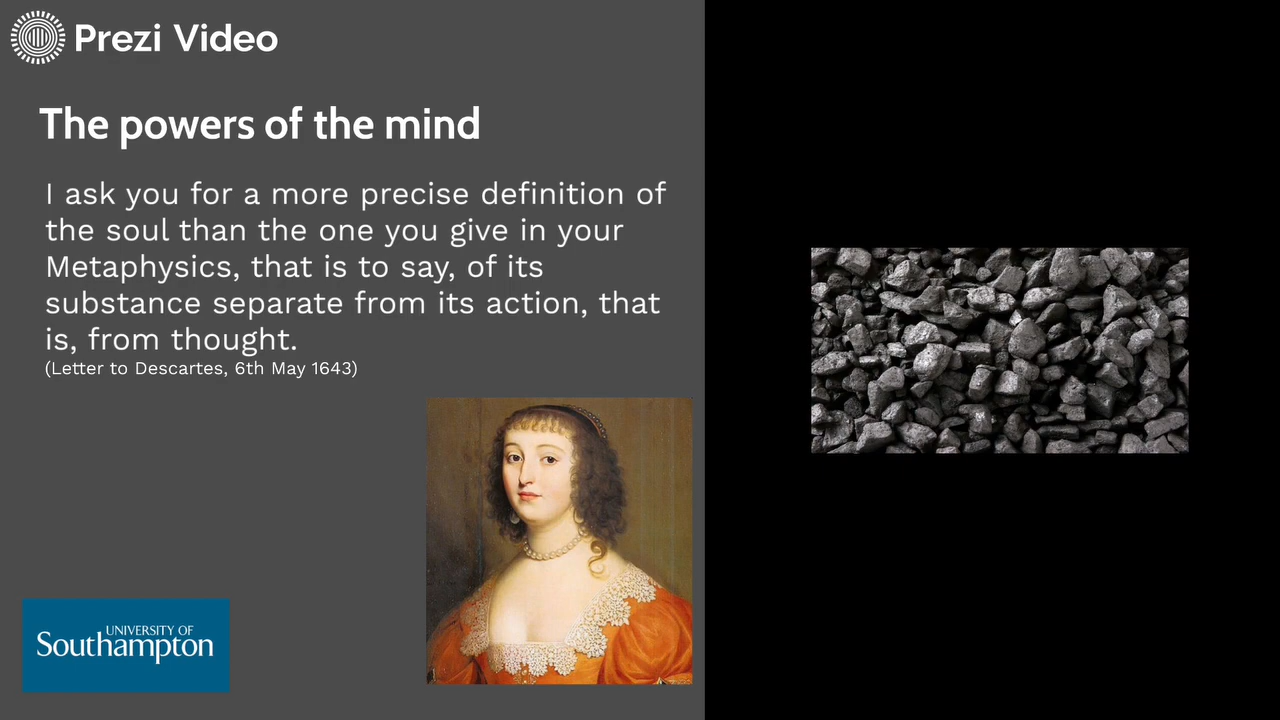 Prezi Video
The powers of the mind
I ask you for a more precise definition of
the soul than the one you give in your
Metaphysics, that is to say, of its
substance separate from its action, that
is, from thought.
(Letter to Descartes, 6th May 1643)
UNIVERSITY OF
Southampton